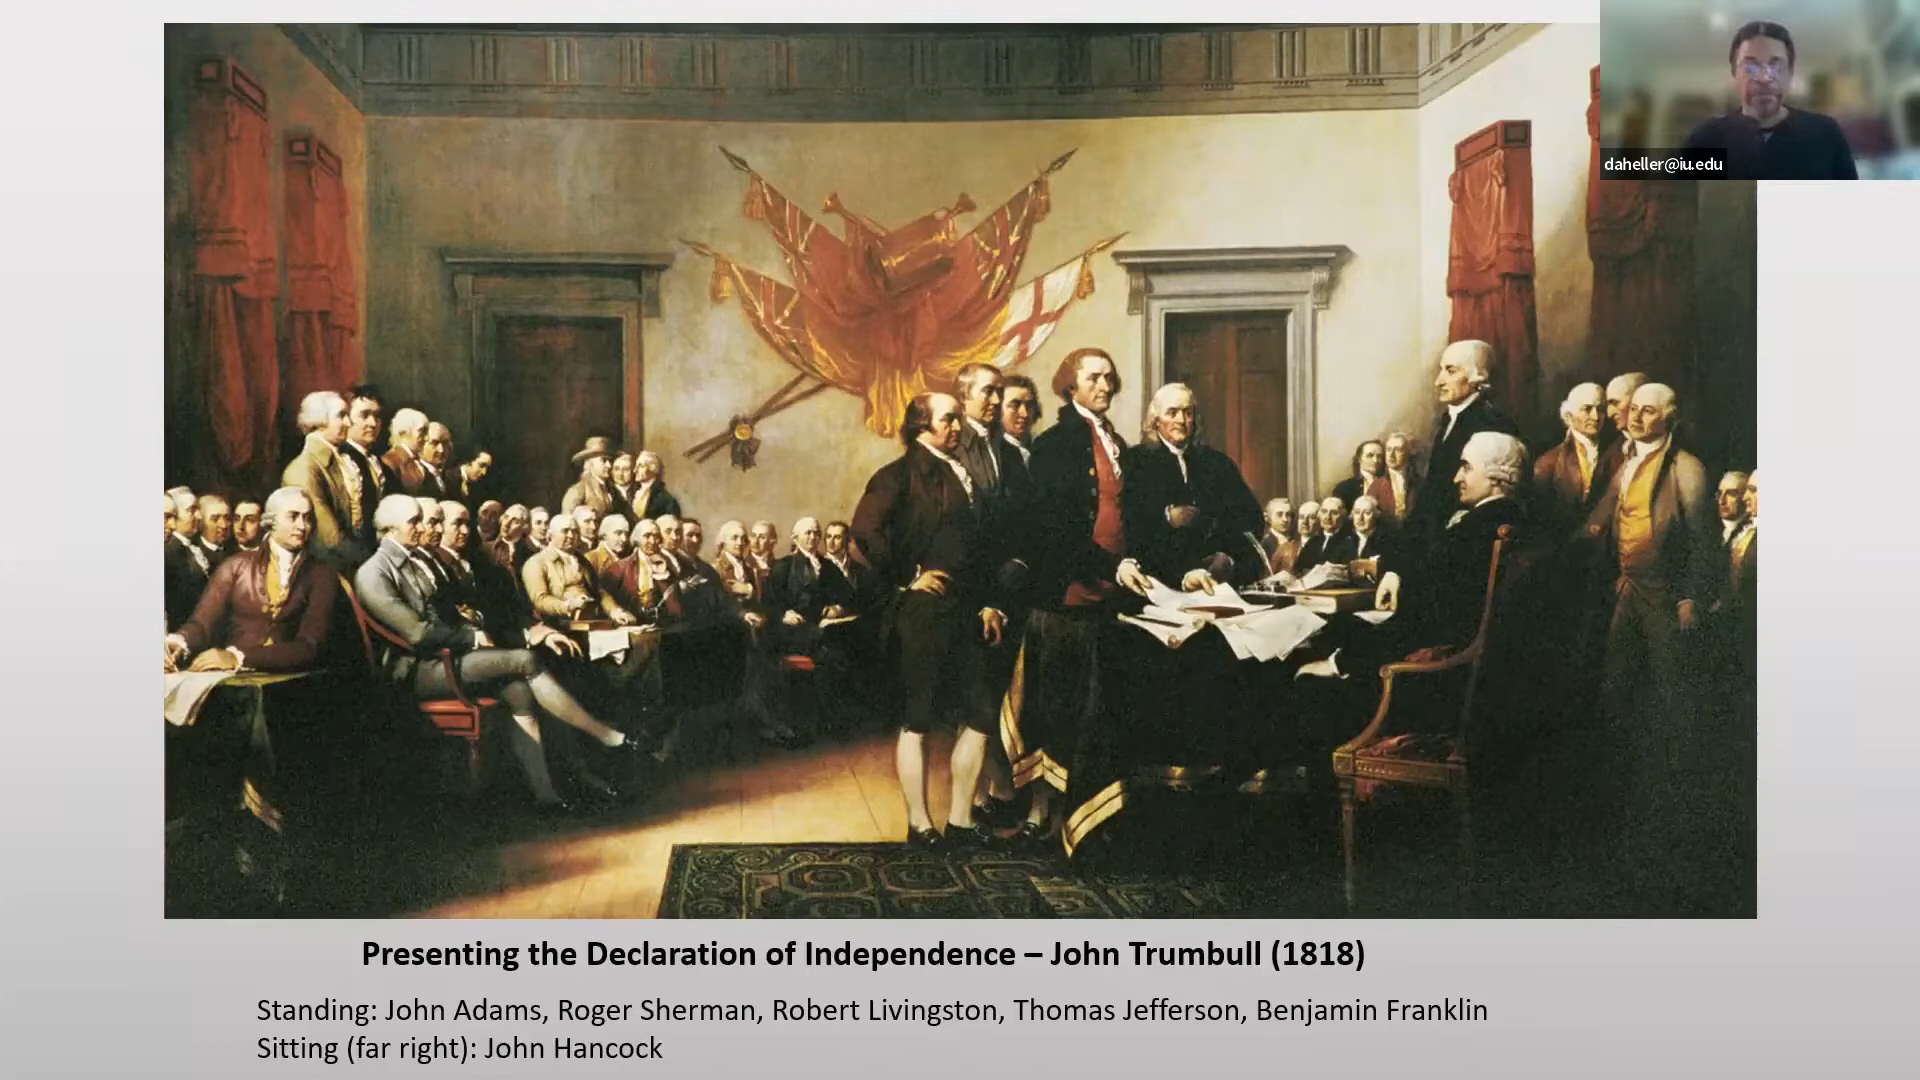 daheller@iu.edu
Presenting the Declaration of Independence – John Trumbull (1818)
Standing: John Adams, Roger Sherman, Robert Livingston, Thomas Jefferson, Benjamin Franklin
Sitting (far right): John Hancock